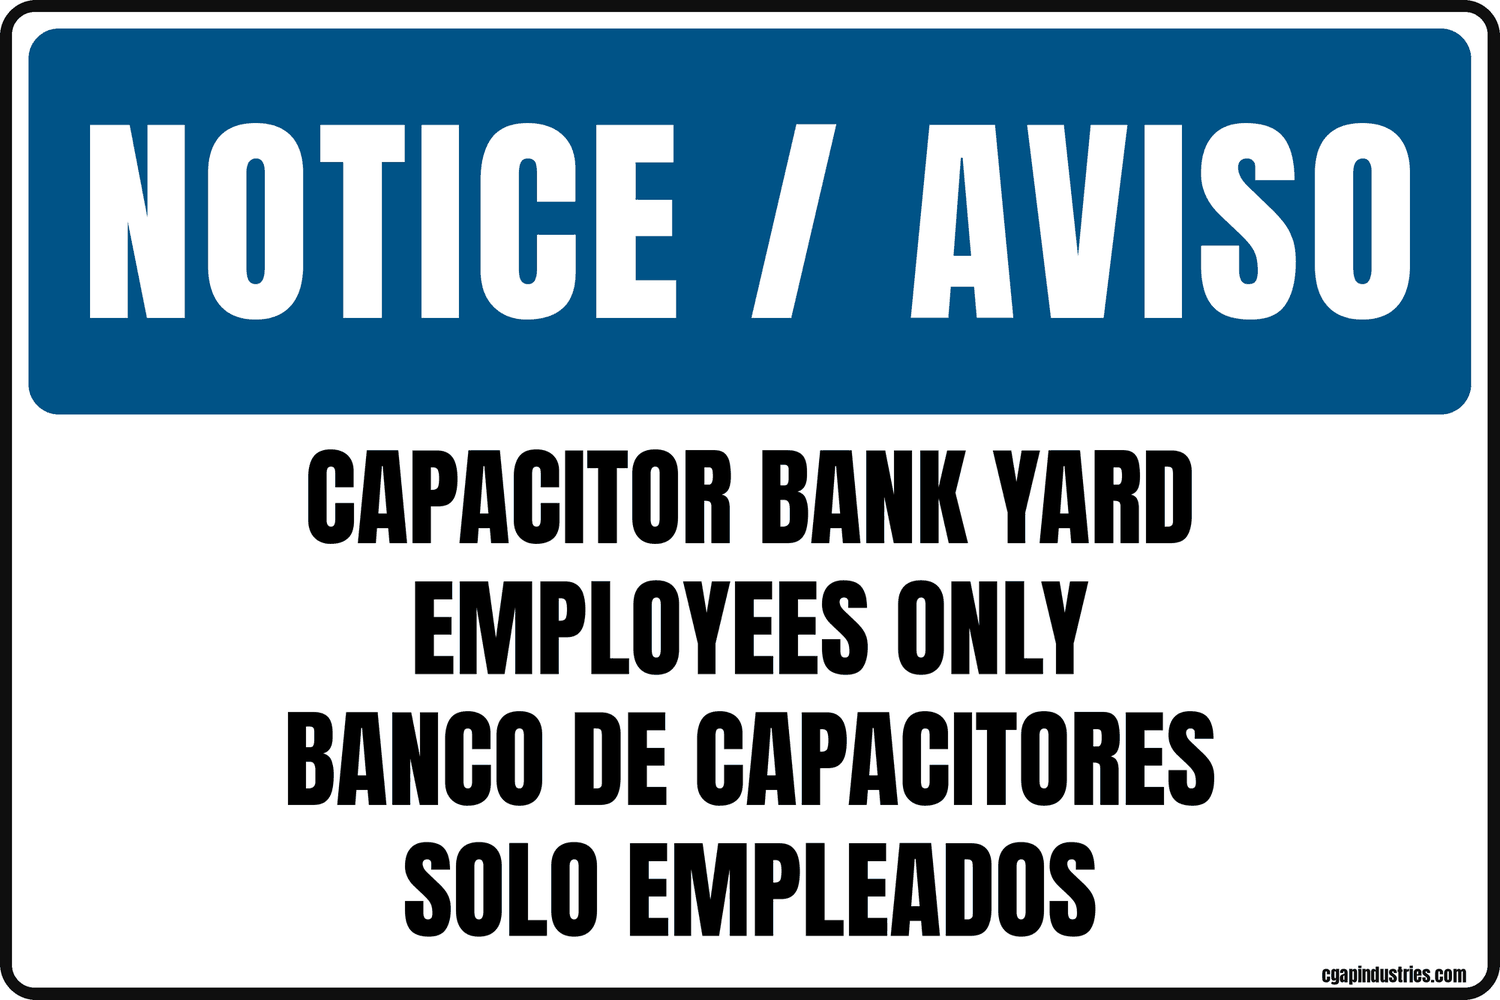 NOTICE / AVISO
CAPACITOR BANK YARD
EMPLOYEES ONLY
BANCO DE CAPACITORES
SOLO EMPLEADOS
cgapindustries.com